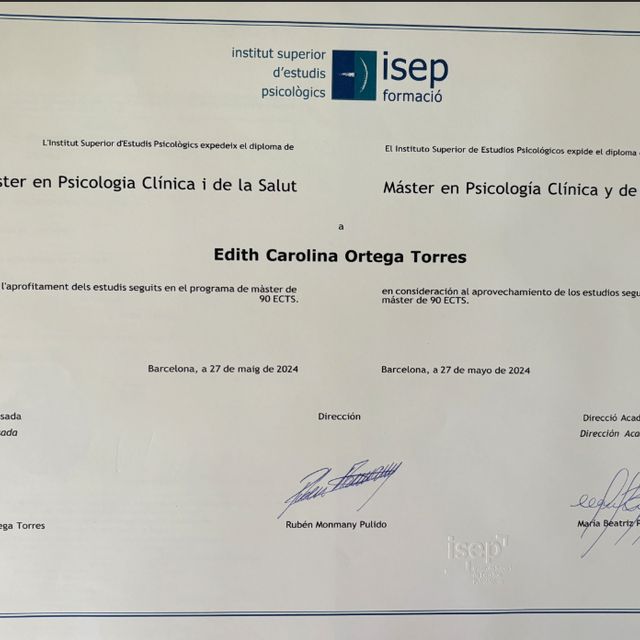 institut superior
d'estudis
psicològics
isep
formació
L'Institut Superior d'Estudis Psicològics expedeix el diploma de
El Instituto Superior de Estudios Psicológicos expide el diploma
ster en Psicologia Clínica i de la Salut
Máster en Psicología Clínica y de
a
Edith Carolina Ortega Torres
l'aprofitament dels estudis seguits en el programa de màster de
90 ECTS.
en consideración al aprovechamiento de los estudios segu
máster de 90 ECTS.
Barcelona, a 27 de maig de 2024
Barcelona, a 27 de mayo de 2024
sada
ada
Dirección
Direcció Acad
Dirección Aca
ega Torres
Rubén Monmany Pulido
María Beatriz
isep